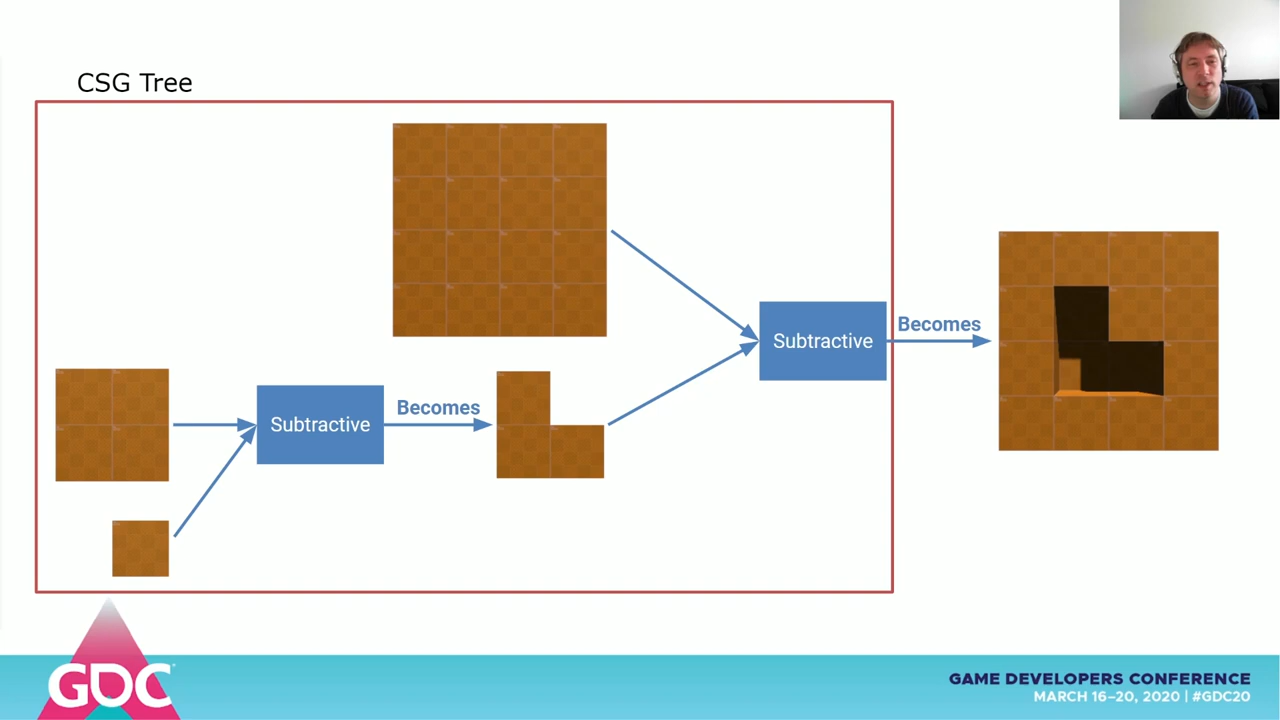 CSG Tree
Subtractive
Becomes
Subtractive
Becomes
GDC
GAME DEVELOPERS CONFERENCE
MARCH 16–20, 2020 | #GDC20